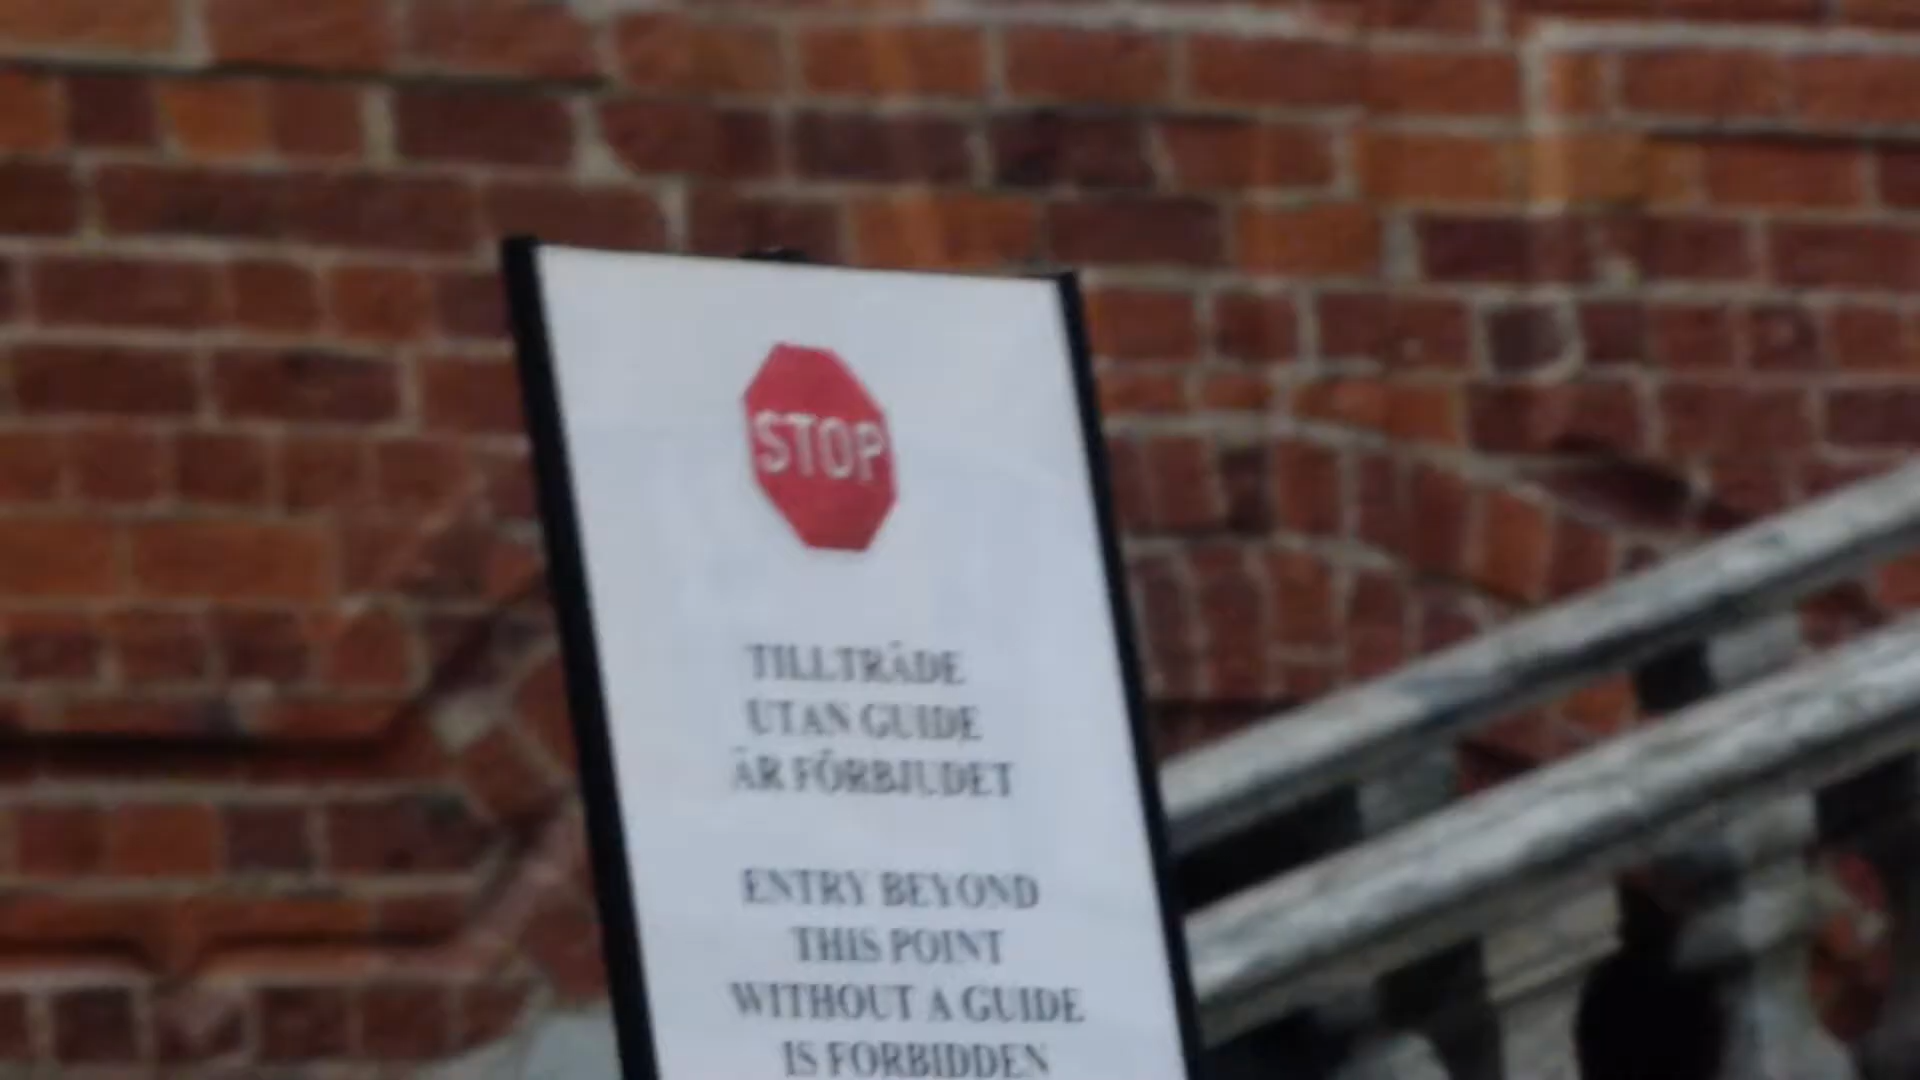 STOP
TILLTRÄDE
UTAN GUIDE
ÄR FÖRBJUDET
ENTRY BEYOND
THIS POINT
WITHOUT A GUIDE
IS FORBIDDEN